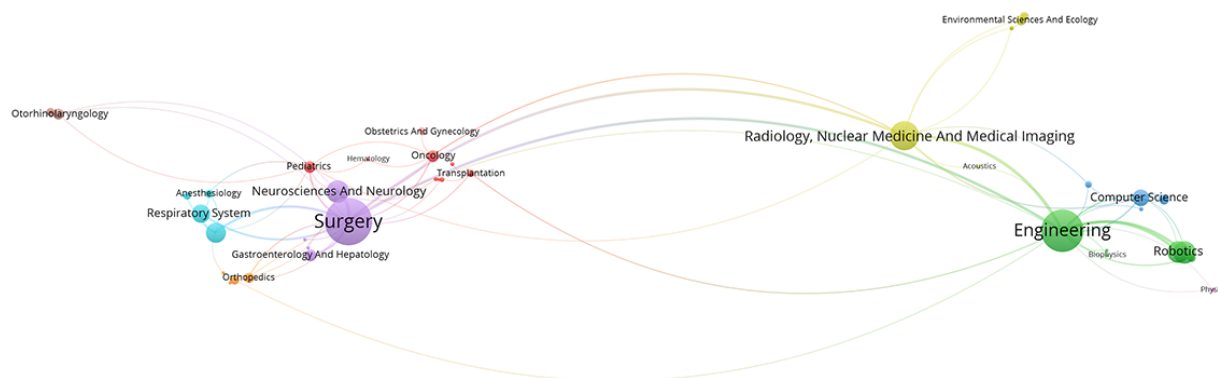 Environmental Sciences And Ecology
Otorhinolaryngology
Obstetrics And Gynecology
Radiology, Nuclear Medicine And Medical Imaging
Hematology
Oncology
Pediatrics
Acoustics
Transplantation
Anesthesiology
Neurosciences And Neurology
Computer Science
Respiratory System
Surgery
Engineering
Gastroenterology And Hepatology
Biophysics
Robotics
Orthopedics